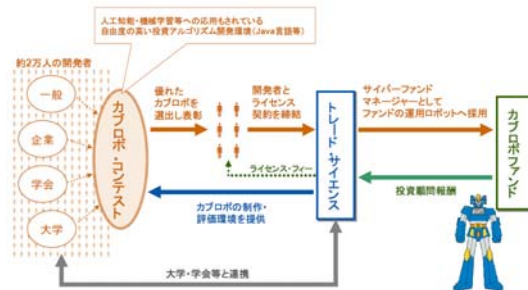 人工知能・機械学習等への応用もされている
自由度の高い投資アルゴリズム開発環境(Java言語等)
約2万人の開発者
一般
企業
学会
大学
カブロボ・コンテスト
優れた
カブロボを
選出し表彰
開発者と
ライセンス
契約を締結
ライセンス・フィー
カブロボの制作・
評価環境を提供
トレード・サイエンス
サイバーファンド
マネージャーとして
ファンドの運用ロボットへ採用
投資顧問報酬
カブロボファンド
大学・学会等と連携